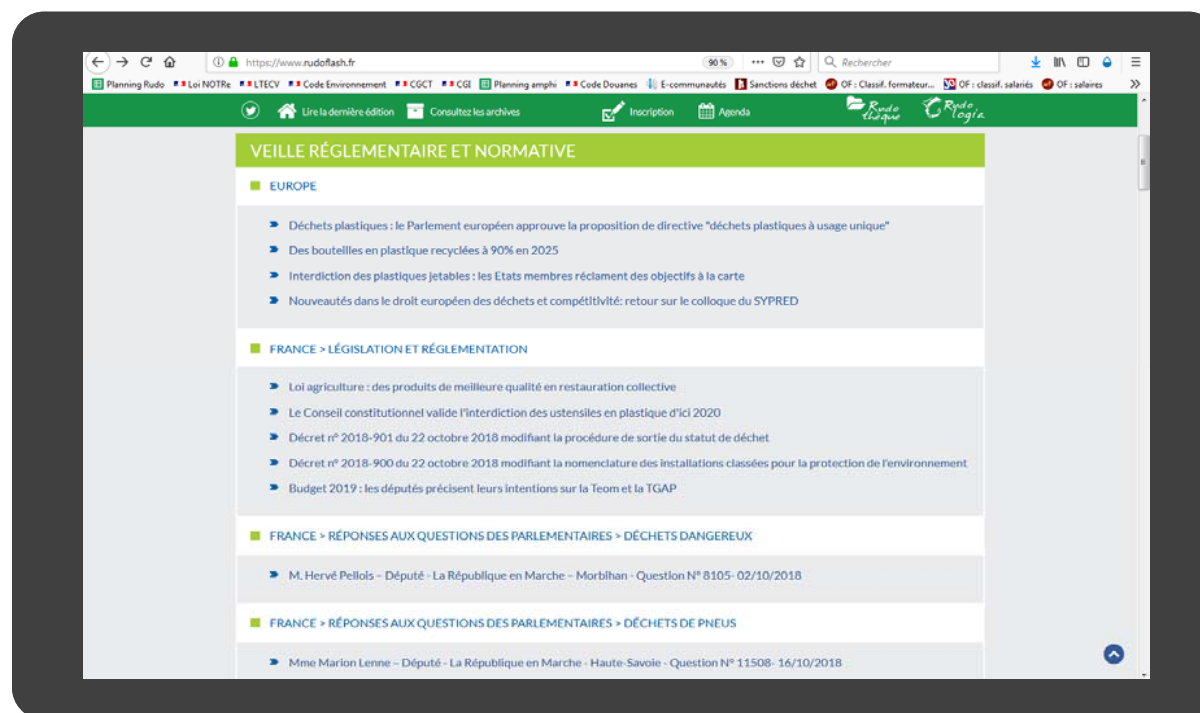 https://www.rudoflash.fr 90 % Rechercher
Planning Rudo Loi NOTRe LTECV Code Environnement CGCT CGI Planning amphi Code Douanes E-communautés Sanctions déchet OF : Classif. formateur... OF : classif. salariés OF : salaires
Lire la dernière édition Consultez les archives Inscription Agenda Rudo thèque Rudologia
VEILLE RÉGLEMENTAIRE ET NORMATIVE
EUROPE
Déchets plastiques : le Parlement européen approuve la proposition de directive "déchets plastiques à usage unique"
Des bouteilles en plastique recyclées à 90% en 2025
Interdiction des plastiques jetables : les Etats membres réclament des objectifs à la carte
Nouveautés dans le droit européen des déchets et compétitivité: retour sur le colloque du SYPRED
FRANCE > LÉGISLATION ET RÉGLEMENTATION
Loi agriculture : des produits de meilleure qualité en restauration collective
Le Conseil constitutionnel valide l'interdiction des ustensiles en plastique d'ici 2020
Décret n° 2018-901 du 22 octobre 2018 modifiant la procédure de sortie du statut de déchet
Décret n° 2018-900 du 22 octobre 2018 modifiant la nomenclature des installations classées pour la protection de l'environnement
Budget 2019 : les députés précisent leurs intentions sur la Teom et la TGAP
FRANCE > RÉPONSES AUX QUESTIONS DES PARLEMENTAIRES > DÉCHETS DANGEREUX
M. Hervé Pellois – Député - La République en Marche – Morbihan - Question N° 8105- 02/10/2018
FRANCE > RÉPONSES AUX QUESTIONS DES PARLEMENTAIRES > DÉCHETS DE PNEUS
Mme Marion Lenne – Député - La République en Marche - Haute-Savoie - Question N° 11508- 16/10/2018